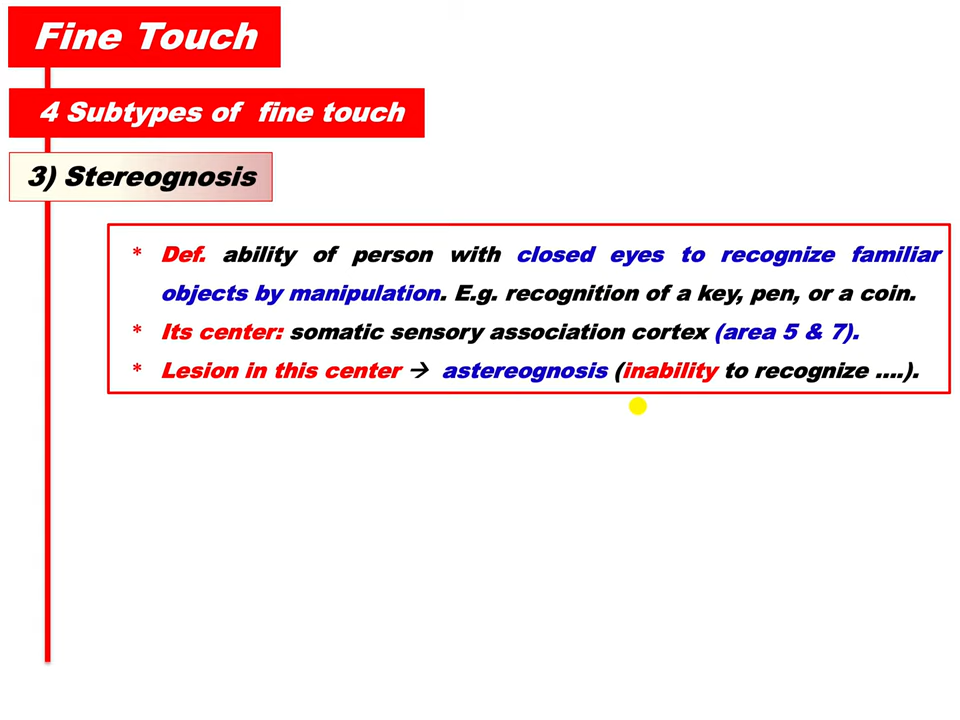 Fine Touch
4 Subtypes of fine touch
3) Stereognosis
* Def. ability of person with closed eyes to recognize familiar
objects by manipulation. E.g. recognition of a key, pen, or a coin.
* Its center: somatic sensory association cortex (area 5 & 7).
* Lesion in this center → astereognosis (inability to recognize ....).